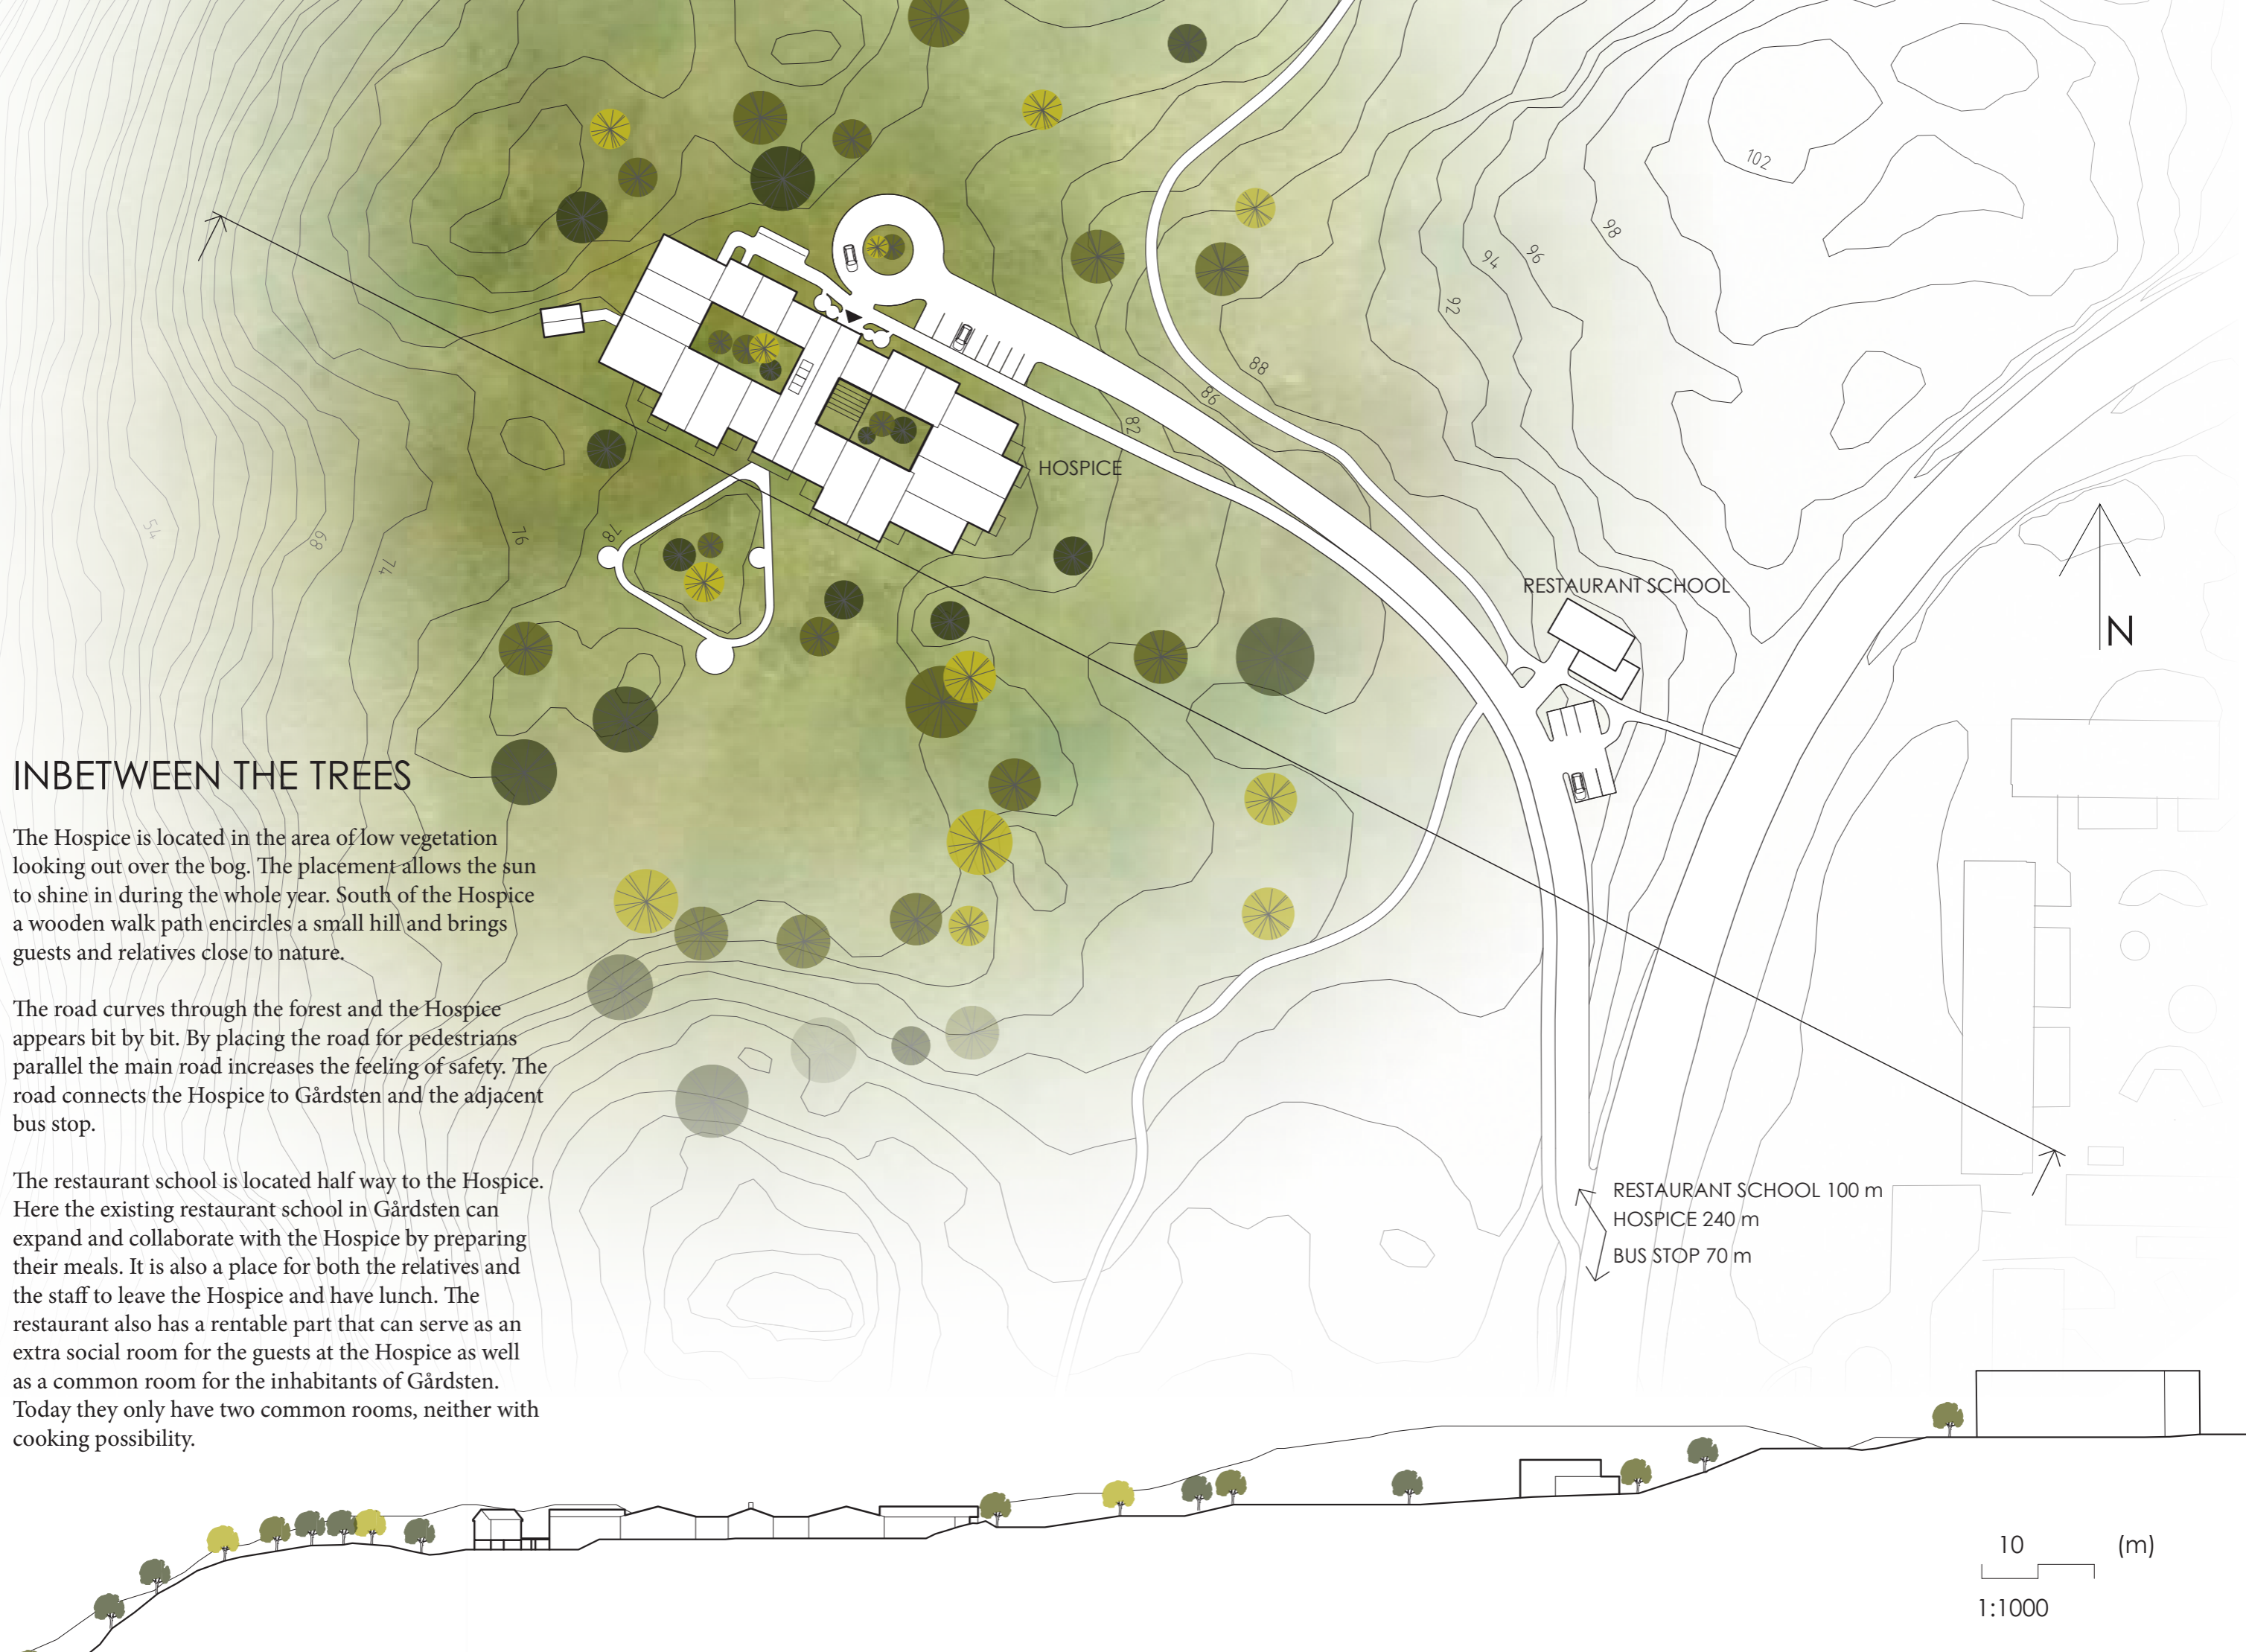 102
98
96
94
92
88
86
82
HOSPICE
54
68
74
76
78
RESTAURANT SCHOOL
N
INBETWEEN THE TREES
The Hospice is located in the area of low vegetation
looking out over the bog. The placement allows the sun
to shine in during the whole year. South of the Hospice
a wooden walk path encircles a small hill and brings
guests and relatives close to nature.
The road curves through the forest and the Hospice
appears bit by bit. By placing the road for pedestrians
parallel the main road increases the feeling of safety. The
road connects the Hospice to Gårdsten and the adjacent
bus stop.
The restaurant school is located half way to the Hospice.
Here the existing restaurant school in Gårdsten can
expand and collaborate with the Hospice by preparing
their meals. It is also a place for both the relatives and
the staff to leave the Hospice and have lunch. The
restaurant also has a rentable part that can serve as an
extra social room for the guests at the Hospice as well
as a common room for the inhabitants of Gårdsten.
Today they only have two common rooms, neither with
cooking possibility.
RESTAURANT SCHOOL 100 m
HOSPICE 240 m
BUS STOP 70 m
10 (m)
1:1000